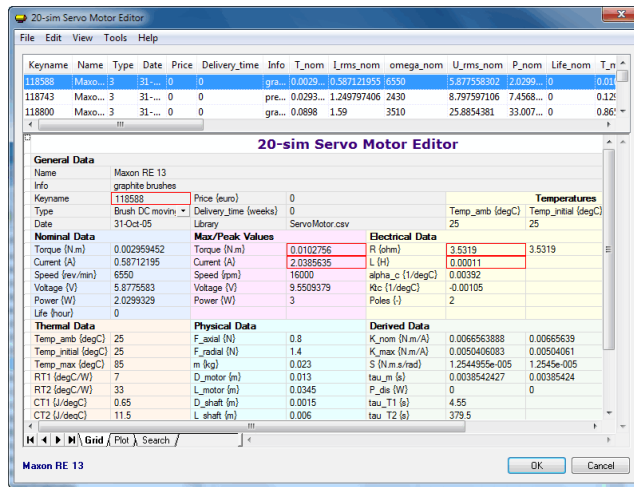 20-sim Servo Motor Editor
File Edit View Tools Help
Keyname Name Type Date Price Delivery_time Info T_nom I_rms_nom omega_nom U_rms_nom P_nom Life_nom
118588 Maxo... 3 31-... 0 0 gra... 0.0029... 0.587121955 6550 5.877558302 2.0299... 0
118743 Maxo... 3 31-... 0 0 pre... 0.0293... 1.249797406 2430 8.797597106 7.4568... 0
118800 Maxo... 3 31-... 0 0 gra... 0.0898 1.59 3510 25.8854381 33.007... 0
20-sim Servo Motor Editor
General Data
Name Maxon RE 13
Info graphite brushes
Keyname 118588 Price {euro} 0 Temperatures
Type Brush DC moving Delivery_time {weeks} 0 Temp_amb {degC} Temp_initial {degC}
Date 31-Oct-05 Library ServoMotor.csv 25 25
Nominal Data Max/Peak Values Electrical Data
Torque {N.m} 0.002959452 Torque {N.m} 0.0102756 R {ohm} 3.5319 3.5319
Current {A} 0.58712195 Current {A} 2.0385635 L {H} 0.00011
Speed {rev/min} 6550 Speed {rpm} 16000 alpha_c {1/degC} 0.00392
Voltage {V} 5.8775583 Voltage {V} 9.5509379 Ktc {1/degC} -0.00105
Power {W} 2.0299329 Power {W} 3 Poles {-} 2
Life {hour} 0
Thermal Data Physical Data Derived Data
Temp_amb {degC} 25 F_axial {N} 0.8 K_nom {N.m/A} 0.0066563888 0.00665639
Temp_initial {degC} 25 F_radial {N} 1.4 K_max {N.m/A} 0.0050406083 0.00504061
Temp_max {degC} 85 m {kg} 0.023 S {N.m.s/rad} 1.2544955e-005 1.2545e-005
RT1 {degC/W} 7 D_motor {m} 0.013 tau_m {s} 0.0038542427 0.00385424
RT2 {degC/W} 33 L_motor {m} 0.0345 P_dis {W} 0 0
CT1 {J/degC} 0.65 D_shaft {m} 0.0015 tau_T1 {s} 4.55
CT2 {J/degC} 11.5 L_shaft {m} 0.006 tau_T2 {s} 379.5
Grid Plot Search
Maxon RE 13 OK Cancel